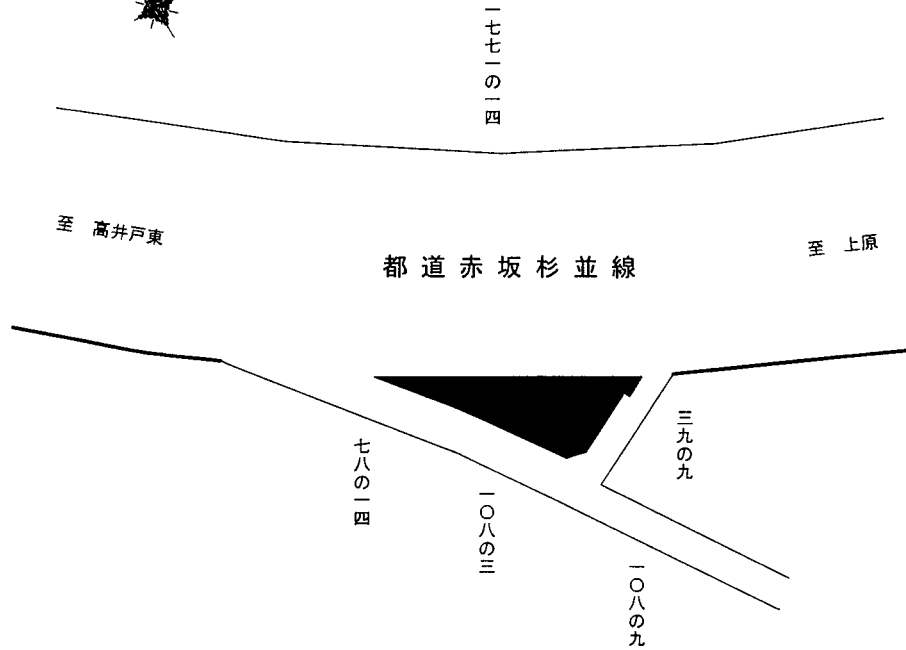 一七七一の一四
至 高井戸東
至 上原
都道赤坂杉並線
三九の九
七八の一四
一〇八の三
一〇八の九